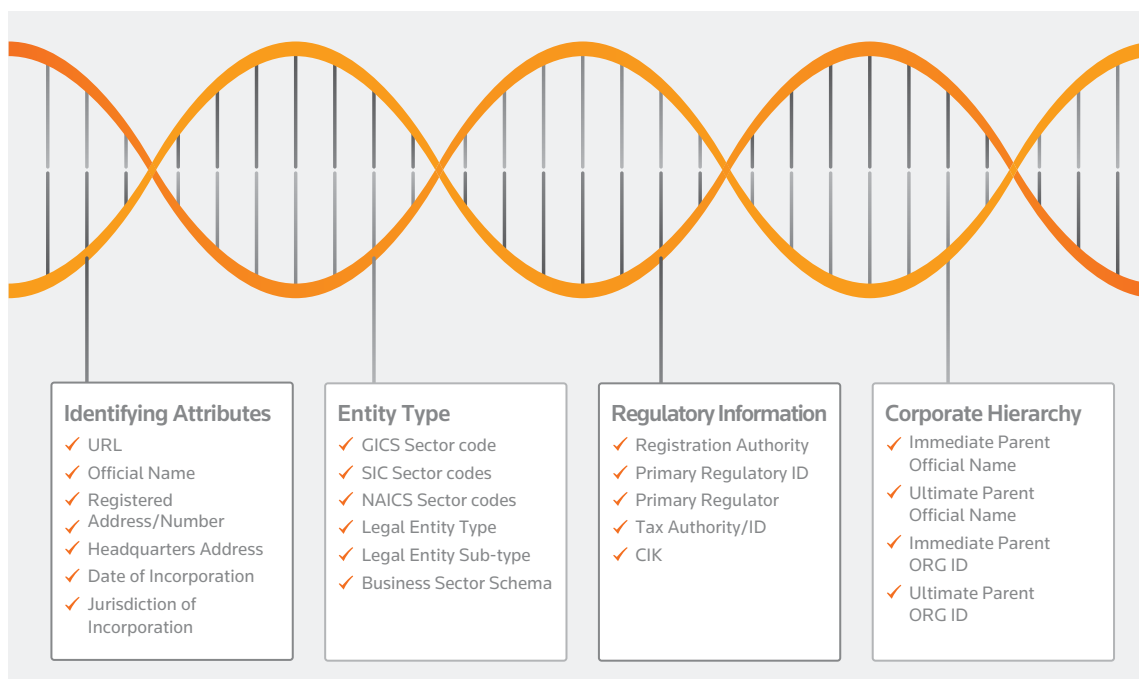 Identifying Attributes
URL
Official Name
Registered
Address/Number
Headquarters Address
Date of Incorporation
Jurisdiction of
Incorporation
Entity Type
GICS Sector code
SIC Sector codes
NAICS Sector codes
Legal Entity Type
Legal Entity Sub-type
Business Sector Schema
Regulatory Information
Registration Authority
Primary Regulatory ID
Primary Regulator
Tax Authority/ID
CIK
Corporate Hierarchy
Immediate Parent
Official Name
Ultimate Parent
Official Name
Immediate Parent
ORG ID
Ultimate Parent
ORG ID